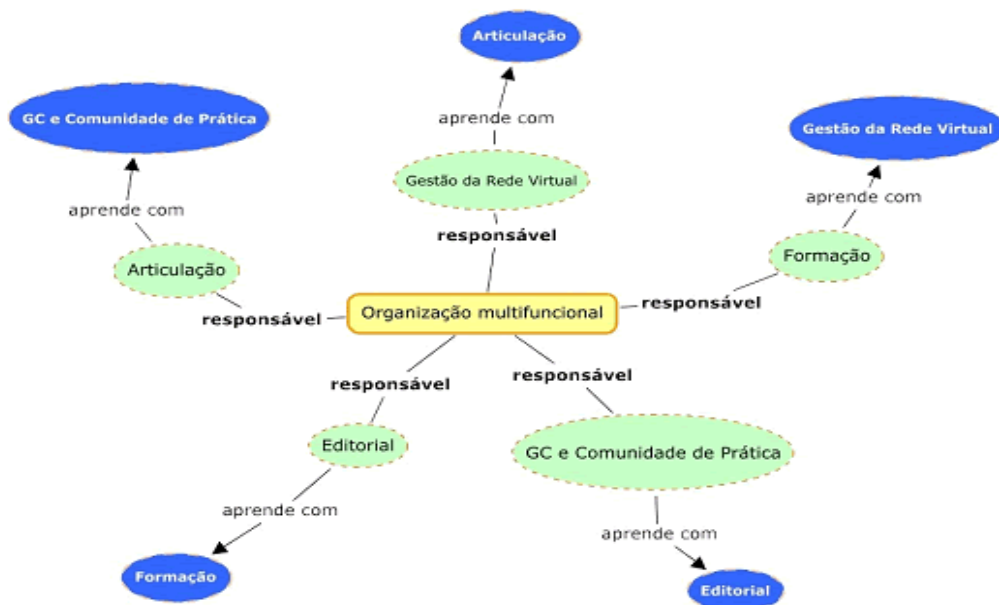 Articulação
GC e Comunidade de Prática
Gestão da Rede Virtual
aprende com
Gestão da Rede Virtual
aprende com
aprende com
responsável
Articulação
Formação
responsável
Organização multifuncional
responsável
responsável
responsável
Editorial
GC e Comunidade de Prática
aprende com
aprende com
Formação
Editorial